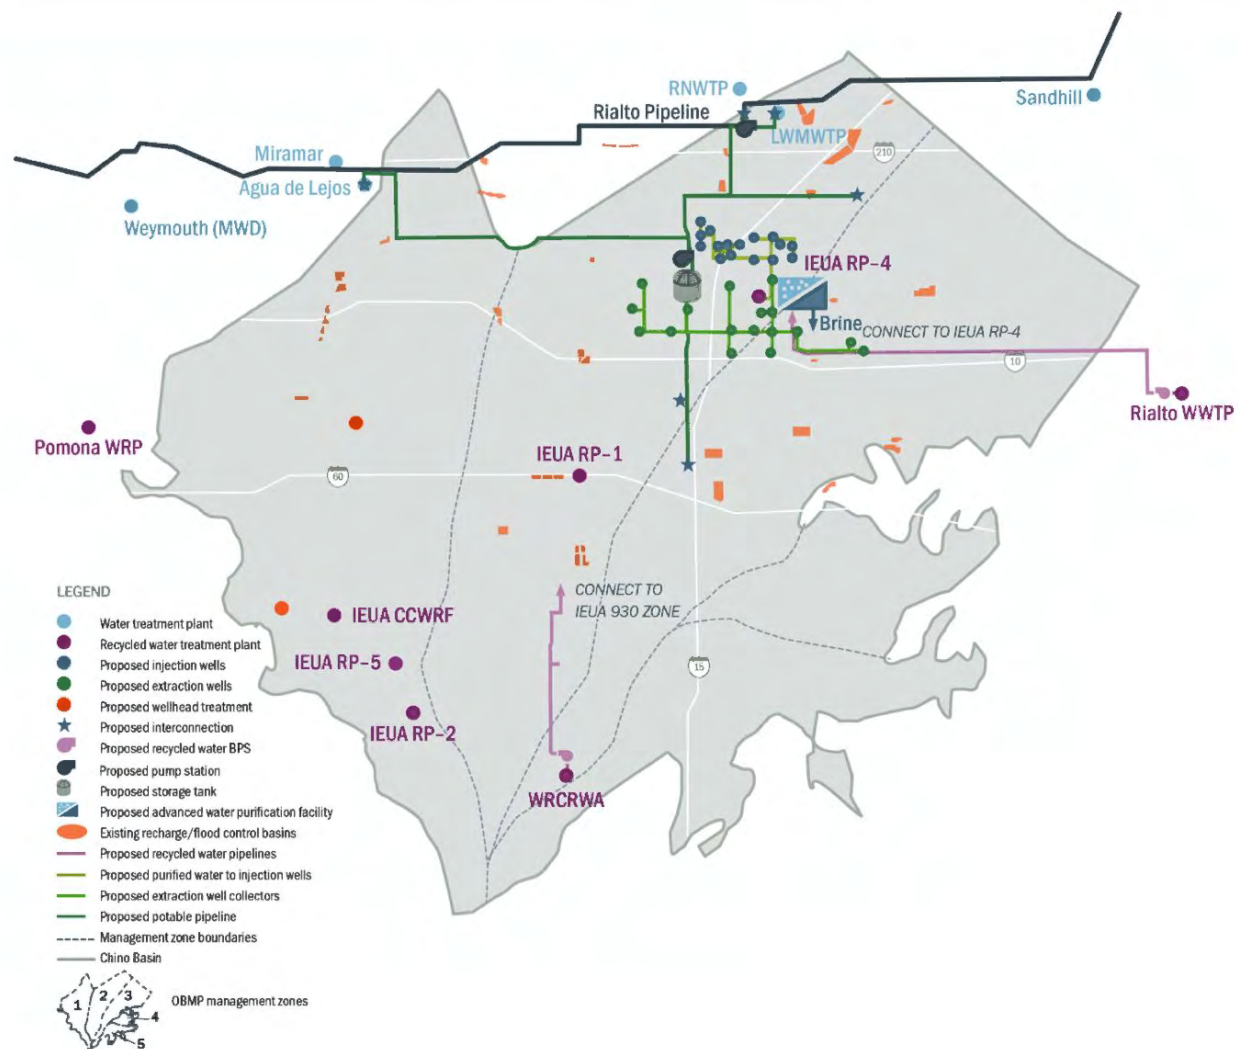 RNWTP
Sandhill
Rialto Pipeline
LWMWTP
Miramar
210
Agua de Lejos
Weymouth (MWD)
IEUA RP-4
Brine
CONNECT TO IEUA RP-4
10
Rialto WWTP
Pomona WRP
IEUA RP-1
60
CONNECT TO
IEUA 930 ZONE
LEGEND
IEUA CCWRF
Water treatment plant
Recycled water treatment plant
IEUA RP-5
15
Proposed injection wells
Proposed extraction wells
Proposed wellhead treatment
IEUA RP-2
Proposed interconnection
Proposed recycled water BPS
Proposed pump station
Proposed storage tank
WRCRWA
Proposed advanced water purification facility
Existing recharge/flood control basins
Proposed recycled water pipelines
Proposed purified water to injection wells
Proposed extraction well collectors
Proposed potable pipeline
Management zone boundaries
Chino Basin
1
2
3
4
5
OBMP management zones